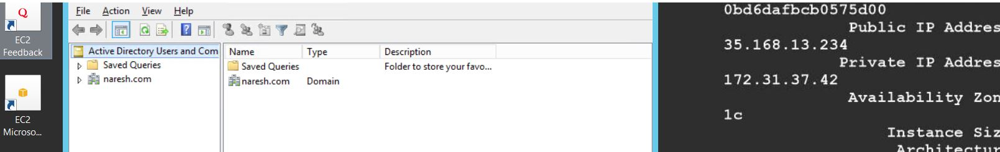 Q
EC2
Feedback
EC2
Microso...
File Action View Help
Active Directory Users and Com
Saved Queries
naresh.com
Name Type Description
Saved Queries Folder to store your favo...
naresh.com Domain
0bd6dafbcb0575d00
Public IP Addres
35.168.13.234
Private IP Addres
172.31.37.42
Availability Zon
1c
Instance Siz
Architectur